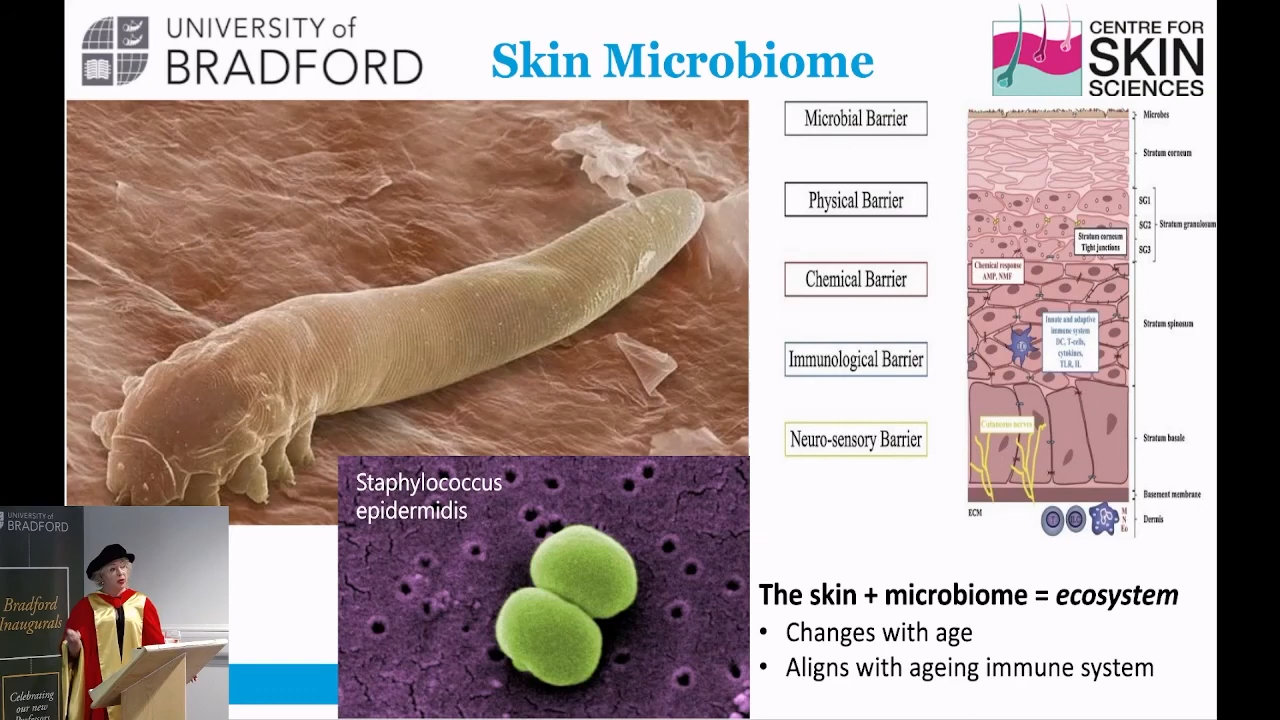 UNIVERSITY of
BRADFORD
Skin Microbiome
CENTRE FOR
SKIN
SCIENCES
Microbial Barrier
Physical Barrier
Chemical Barrier
Immunological Barrier
Neuro-sensory Barrier
Microbes
Stratum corneum
SG1
SG2
Stratum granulosum
SG3
Stratum corneum
Tight junctions
Chemical response
AMP, NMF
Innate and adaptive
immune system
DC, T-cells,
cytokines,
TLR, IL
Stratum spinosum
Cutaneous nerves
Stratum basale
Basement membrane
ECM
Dermis
M
N
Eo
Staphylococcus
epidermidis
The skin + microbiome = ecosystem
• Changes with age
• Aligns with ageing immune system
UNIVERSITY of
BRADFORD
Bradford
Inaugurals
Celebrating
our new